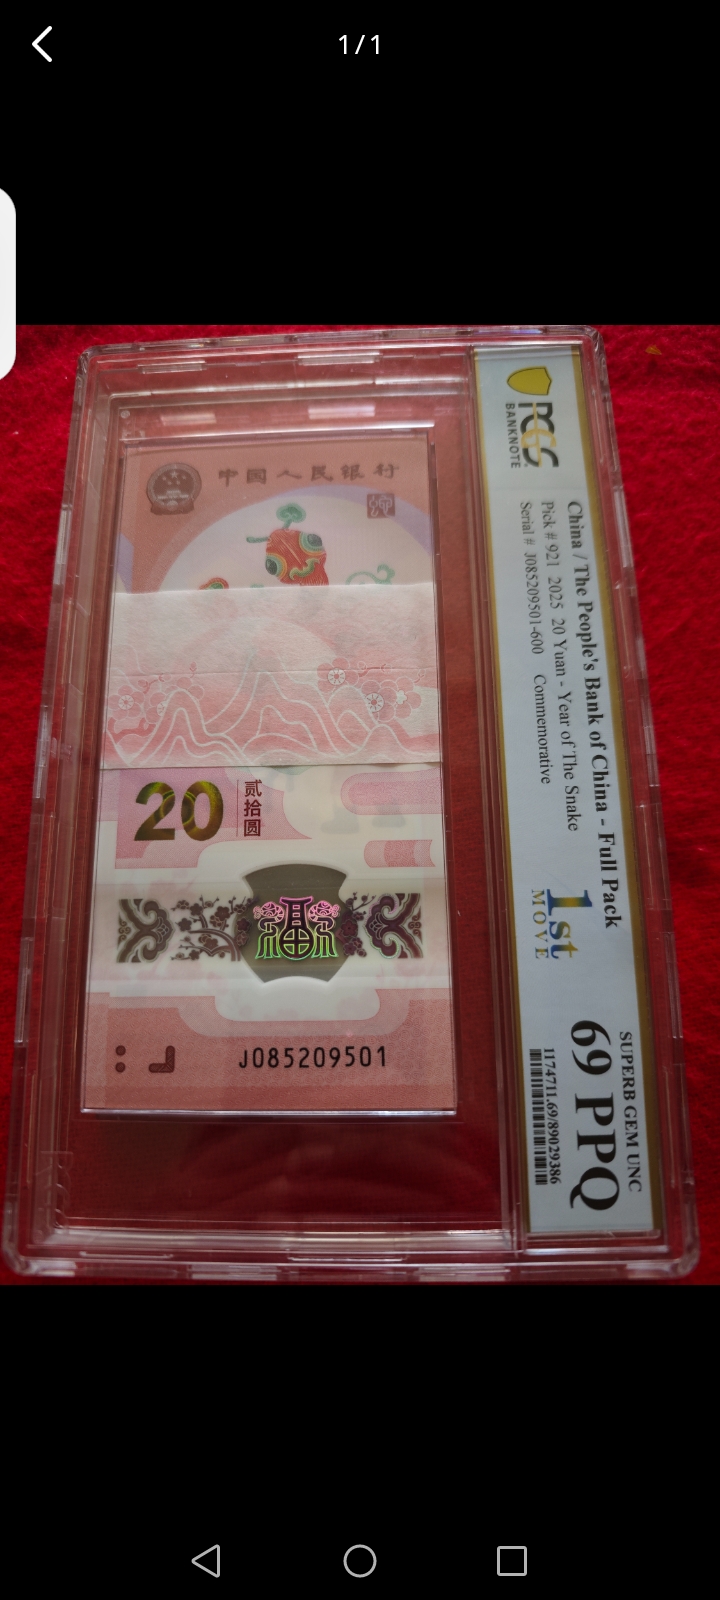 1/1
中国人民银行
20
贰拾圆
福
J085209501
PCGS
BANKNOTE
China / The People's Bank of China - Full Pack
Pick # 921 2025 20 Yuan - Year of The Snake
Serial # J085209501-600 Commemorative
1st
MOVE
SUPERB GEM UNC
69 PPQ
1174711.69/89029386